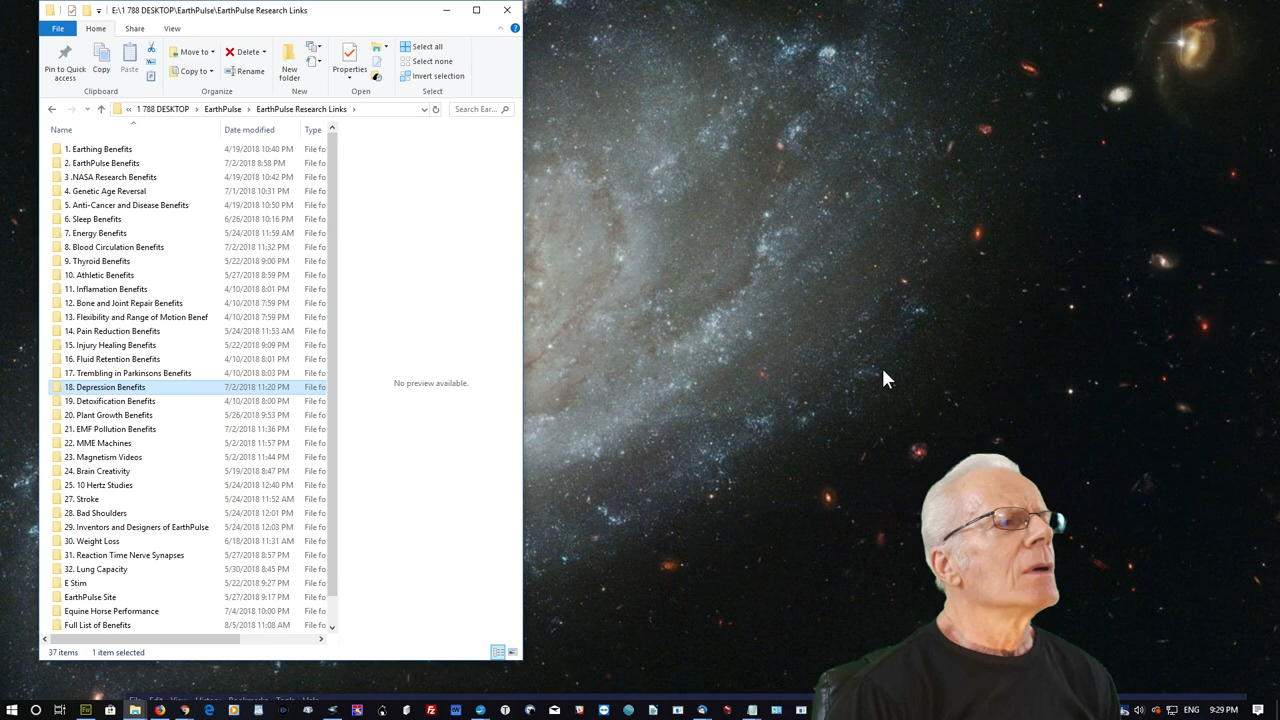 E:\1 788 DESKTOP\EarthPulse\EarthPulse Research Links
File Home Share View
Pin to Quick access
Copy
Paste
Move to
Copy to
Delete
Rename
New folder
Properties
Select all
Select none
Invert selection
Clipboard Organize New Open Select
« 1 788 DESKTOP › EarthPulse › EarthPulse Research Links ›
Search Ear...
Name Date modified Type
1. Earthing Benefits 4/19/2018 10:40 PM File fo
2. EarthPulse Benefits 7/2/2018 8:58 PM File fo
3 .NASA Research Benefits 4/19/2018 10:42 PM File fo
4. Genetic Age Reversal 7/1/2018 10:31 PM File fo
5. Anti-Cancer and Disease Benefits 4/19/2018 10:50 PM File fo
6. Sleep Benefits 6/26/2018 10:16 PM File fo
7. Energy Benefits 5/24/2018 11:59 AM File fo
8. Blood Circulation Benefits 7/2/2018 11:32 PM File fo
9. Thyroid Benefits 5/22/2018 9:00 PM File fo
10. Athletic Benefits 5/27/2018 8:59 PM File fo
11. Inflamation Benefits 4/10/2018 8:01 PM File fo
12. Bone and Joint Repair Benefits 4/10/2018 7:59 PM File fo
13. Flexibility and Range of Motion Benef 4/10/2018 7:59 PM File fo
14. Pain Reduction Benefits 5/24/2018 11:53 AM File fo
15. Injury Healing Benefits 5/22/2018 9:09 PM File fo
16. Fluid Retention Benefits 4/10/2018 8:01 PM File fo
17. Trembling in Parkinsons Benefits 4/10/2018 8:03 PM File fo
18. Depression Benefits 7/2/2018 11:20 PM File fo
19. Detoxification Benefits 4/10/2018 8:00 PM File fo
20. Plant Growth Benefits 5/26/2018 9:53 PM File fo
21. EMF Pollution Benefits 7/2/2018 11:36 PM File fo
22. MME Machines 5/2/2018 11:57 PM File fo
23. Magnetism Videos 5/2/2018 11:44 PM File fo
24. Brain Creativity 5/19/2018 8:47 PM File fo
25. 10 Hertz Studies 5/24/2018 12:40 PM File fo
27. Stroke 5/24/2018 11:52 AM File fo
28. Bad Shoulders 5/24/2018 12:01 PM File fo
29. Inventors and Designers of EarthPulse 5/24/2018 12:03 PM File fo
30. Weight Loss 6/18/2018 11:31 AM File fo
31. Reaction Time Nerve Synapses 5/27/2018 8:57 PM File fo
32. Lung Capacity 5/30/2018 8:45 PM File fo
E Stim 5/22/2018 9:27 PM File fo
EarthPulse Site 5/27/2018 9:17 PM File fo
Equine Horse Performance 7/4/2018 10:00 PM File fo
Full List of Benefits 8/5/2018 11:08 AM File fo
No preview available.
37 items 1 item selected
File Edit View History Bookmarks Tools Help
ENG 9:29 PM